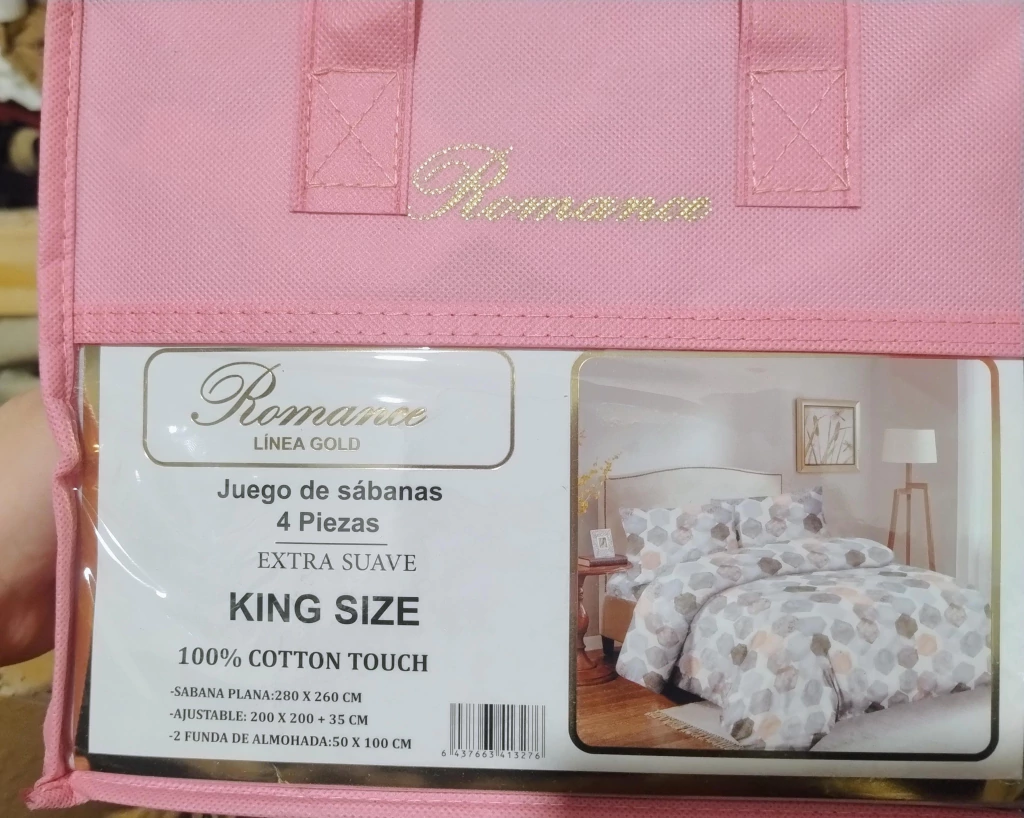 Romance
Romance
LÍNEA GOLD
Juego de sábanas
4 Piezas
EXTRA SUAVE
KING SIZE
100% COTTON TOUCH
-SABANA PLANA:280 X 260 CM
-AJUSTABLE: 200 X 200 + 35 CM
-2 FUNDA DE ALMOHADA:50 X 100 CM
6 437663 413276